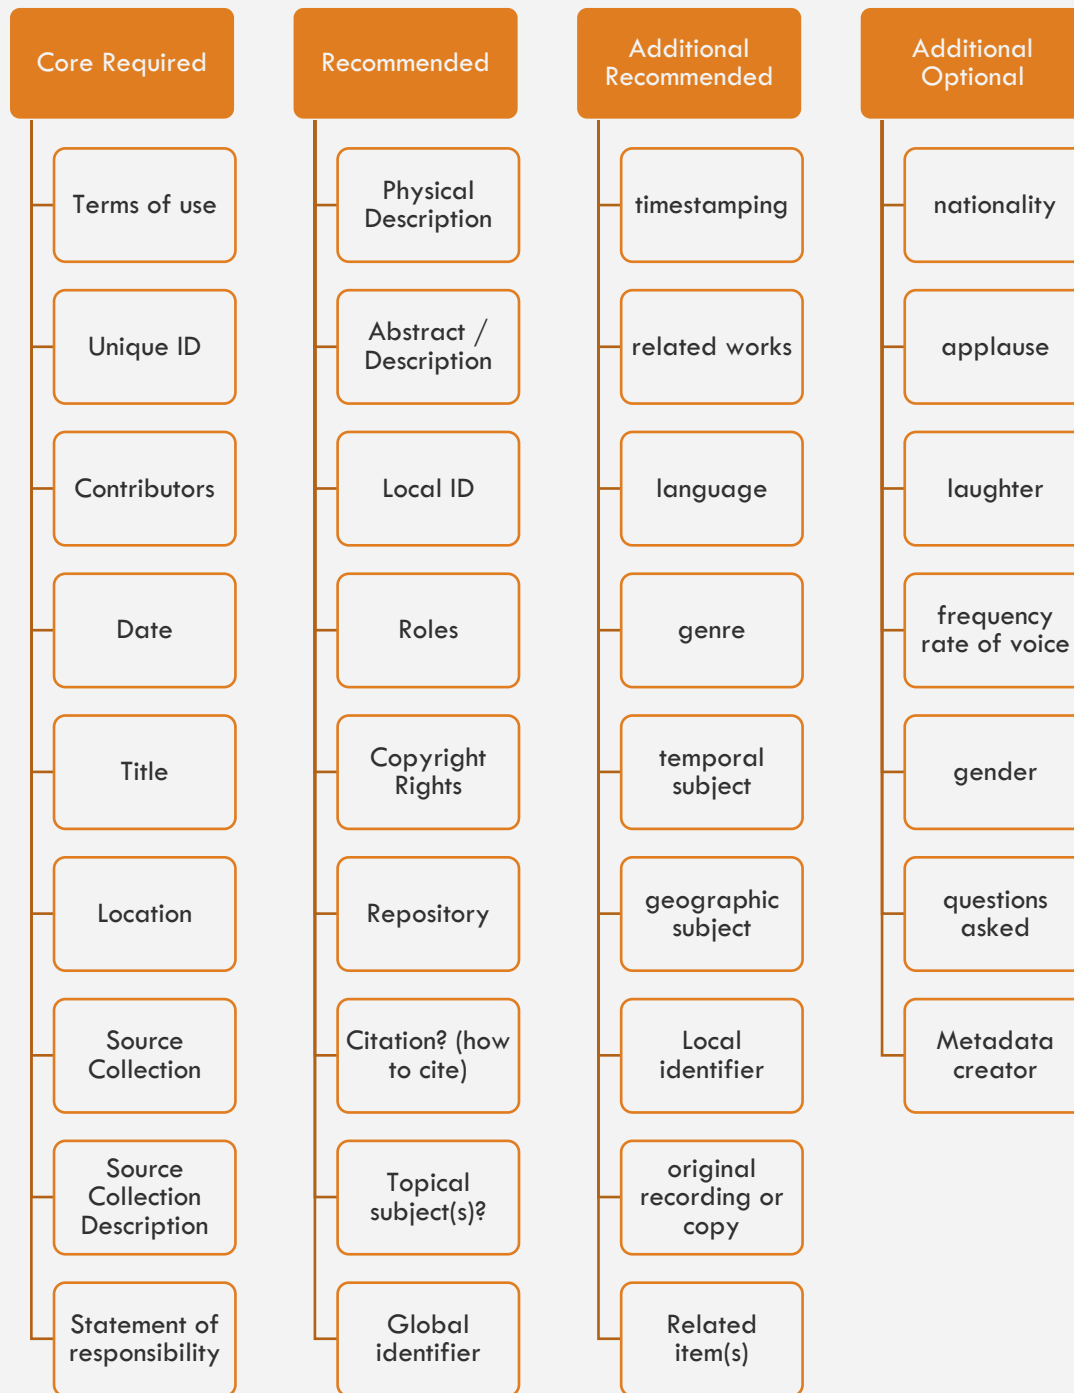 Core Required
Terms of use
Unique ID
Contributors
Date
Title
Location
Source
Collection
Source
Collection
Description
Statement of
responsibility
Recommended
Physical
Description
Abstract /
Description
Local ID
Roles
Copyright
Rights
Repository
Citation? (how
to cite)
Topical
subject(s)?
Global
identifier
Additional
Recommended
timestamping
related works
language
genre
temporal
subject
geographic
subject
Local
identifier
original
recording or
copy
Related
item(s)
Additional
Optional
nationality
applause
laughter
frequency
rate of voice
gender
questions
asked
Metadata
creator